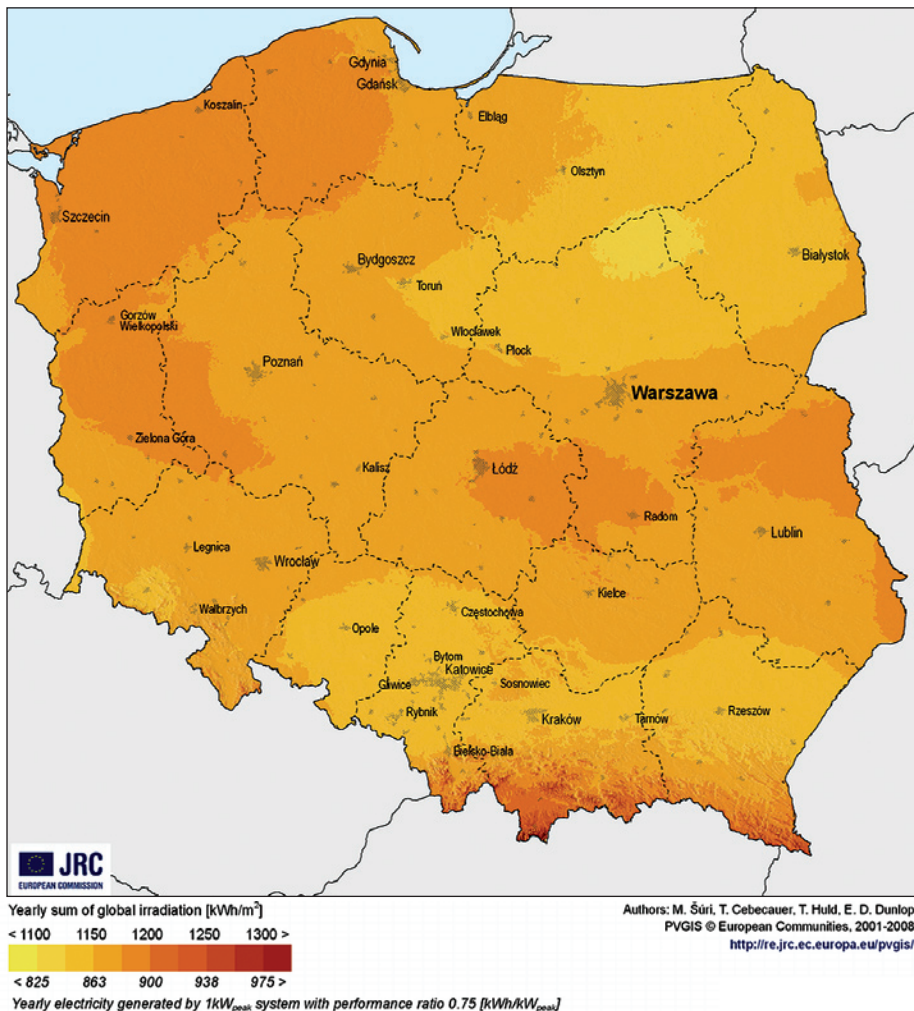 Gdynia
Gdańsk
Koszalin
Elbląg
Olsztyn
Szczecin
Białystok
Bydgoszcz
Toruń
Gorzów
Wielkopolski
Włocławek
Płock
Poznań
Warszawa
Zielona Góra
Kalisz
Łódź
Radom
Lublin
Legnica
Wrocław
Kielce
Wałbrzych
Częstochowa
Opole
Bytom
Katowice
Gliwice
Sosnowiec
Rybnik
Kraków
Tarnów
Rzeszów
Bielsko-Biała
JRC
EUROPEAN COMMISSION
Yearly sum of global irradiation [kWh/m²]
< 1100 1150 1200 1250 1300 >
< 825 863 900 938 975 >
Yearly electricity generated by 1kWpeak system with performance ratio 0.75 [kWh/kWpeak]
Authors: M. Šúri, T. Cebecauer, T. Huld, E. D. Dunlop
PVGIS © European Communities, 2001-2008
http://re.jrc.ec.europa.eu/pvgis/